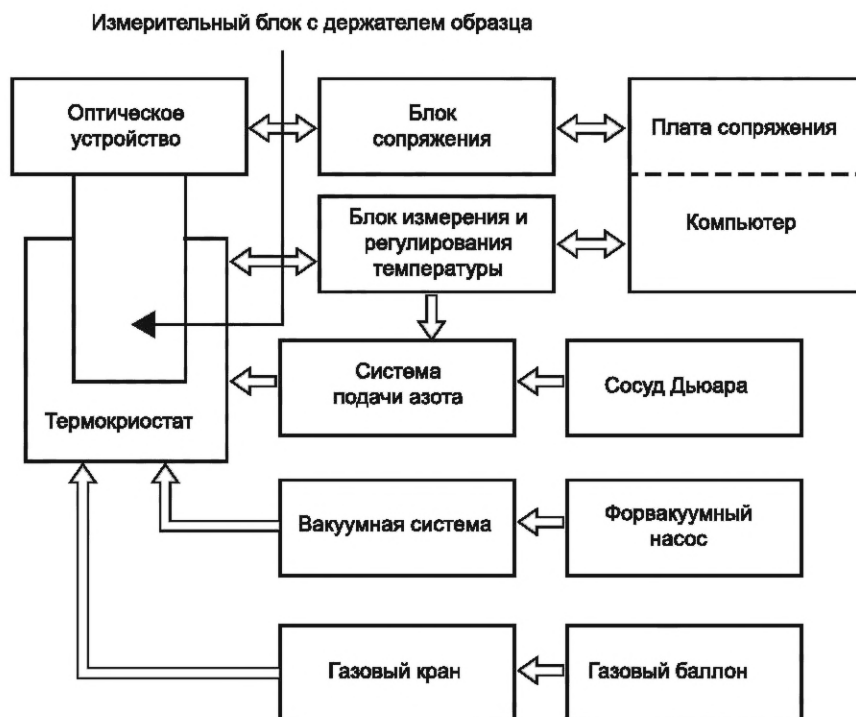 Измерительный блок с держателем образца
Оптическое
устройство
Блок
сопряжения
Плата сопряжения
Блок измерения и
регулирования
температуры
Компьютер
Система
подачи азота
Сосуд Дьюара
Термокриостат
Вакуумная система
Форвакуумный
насос
Газовый кран
Газовый баллон